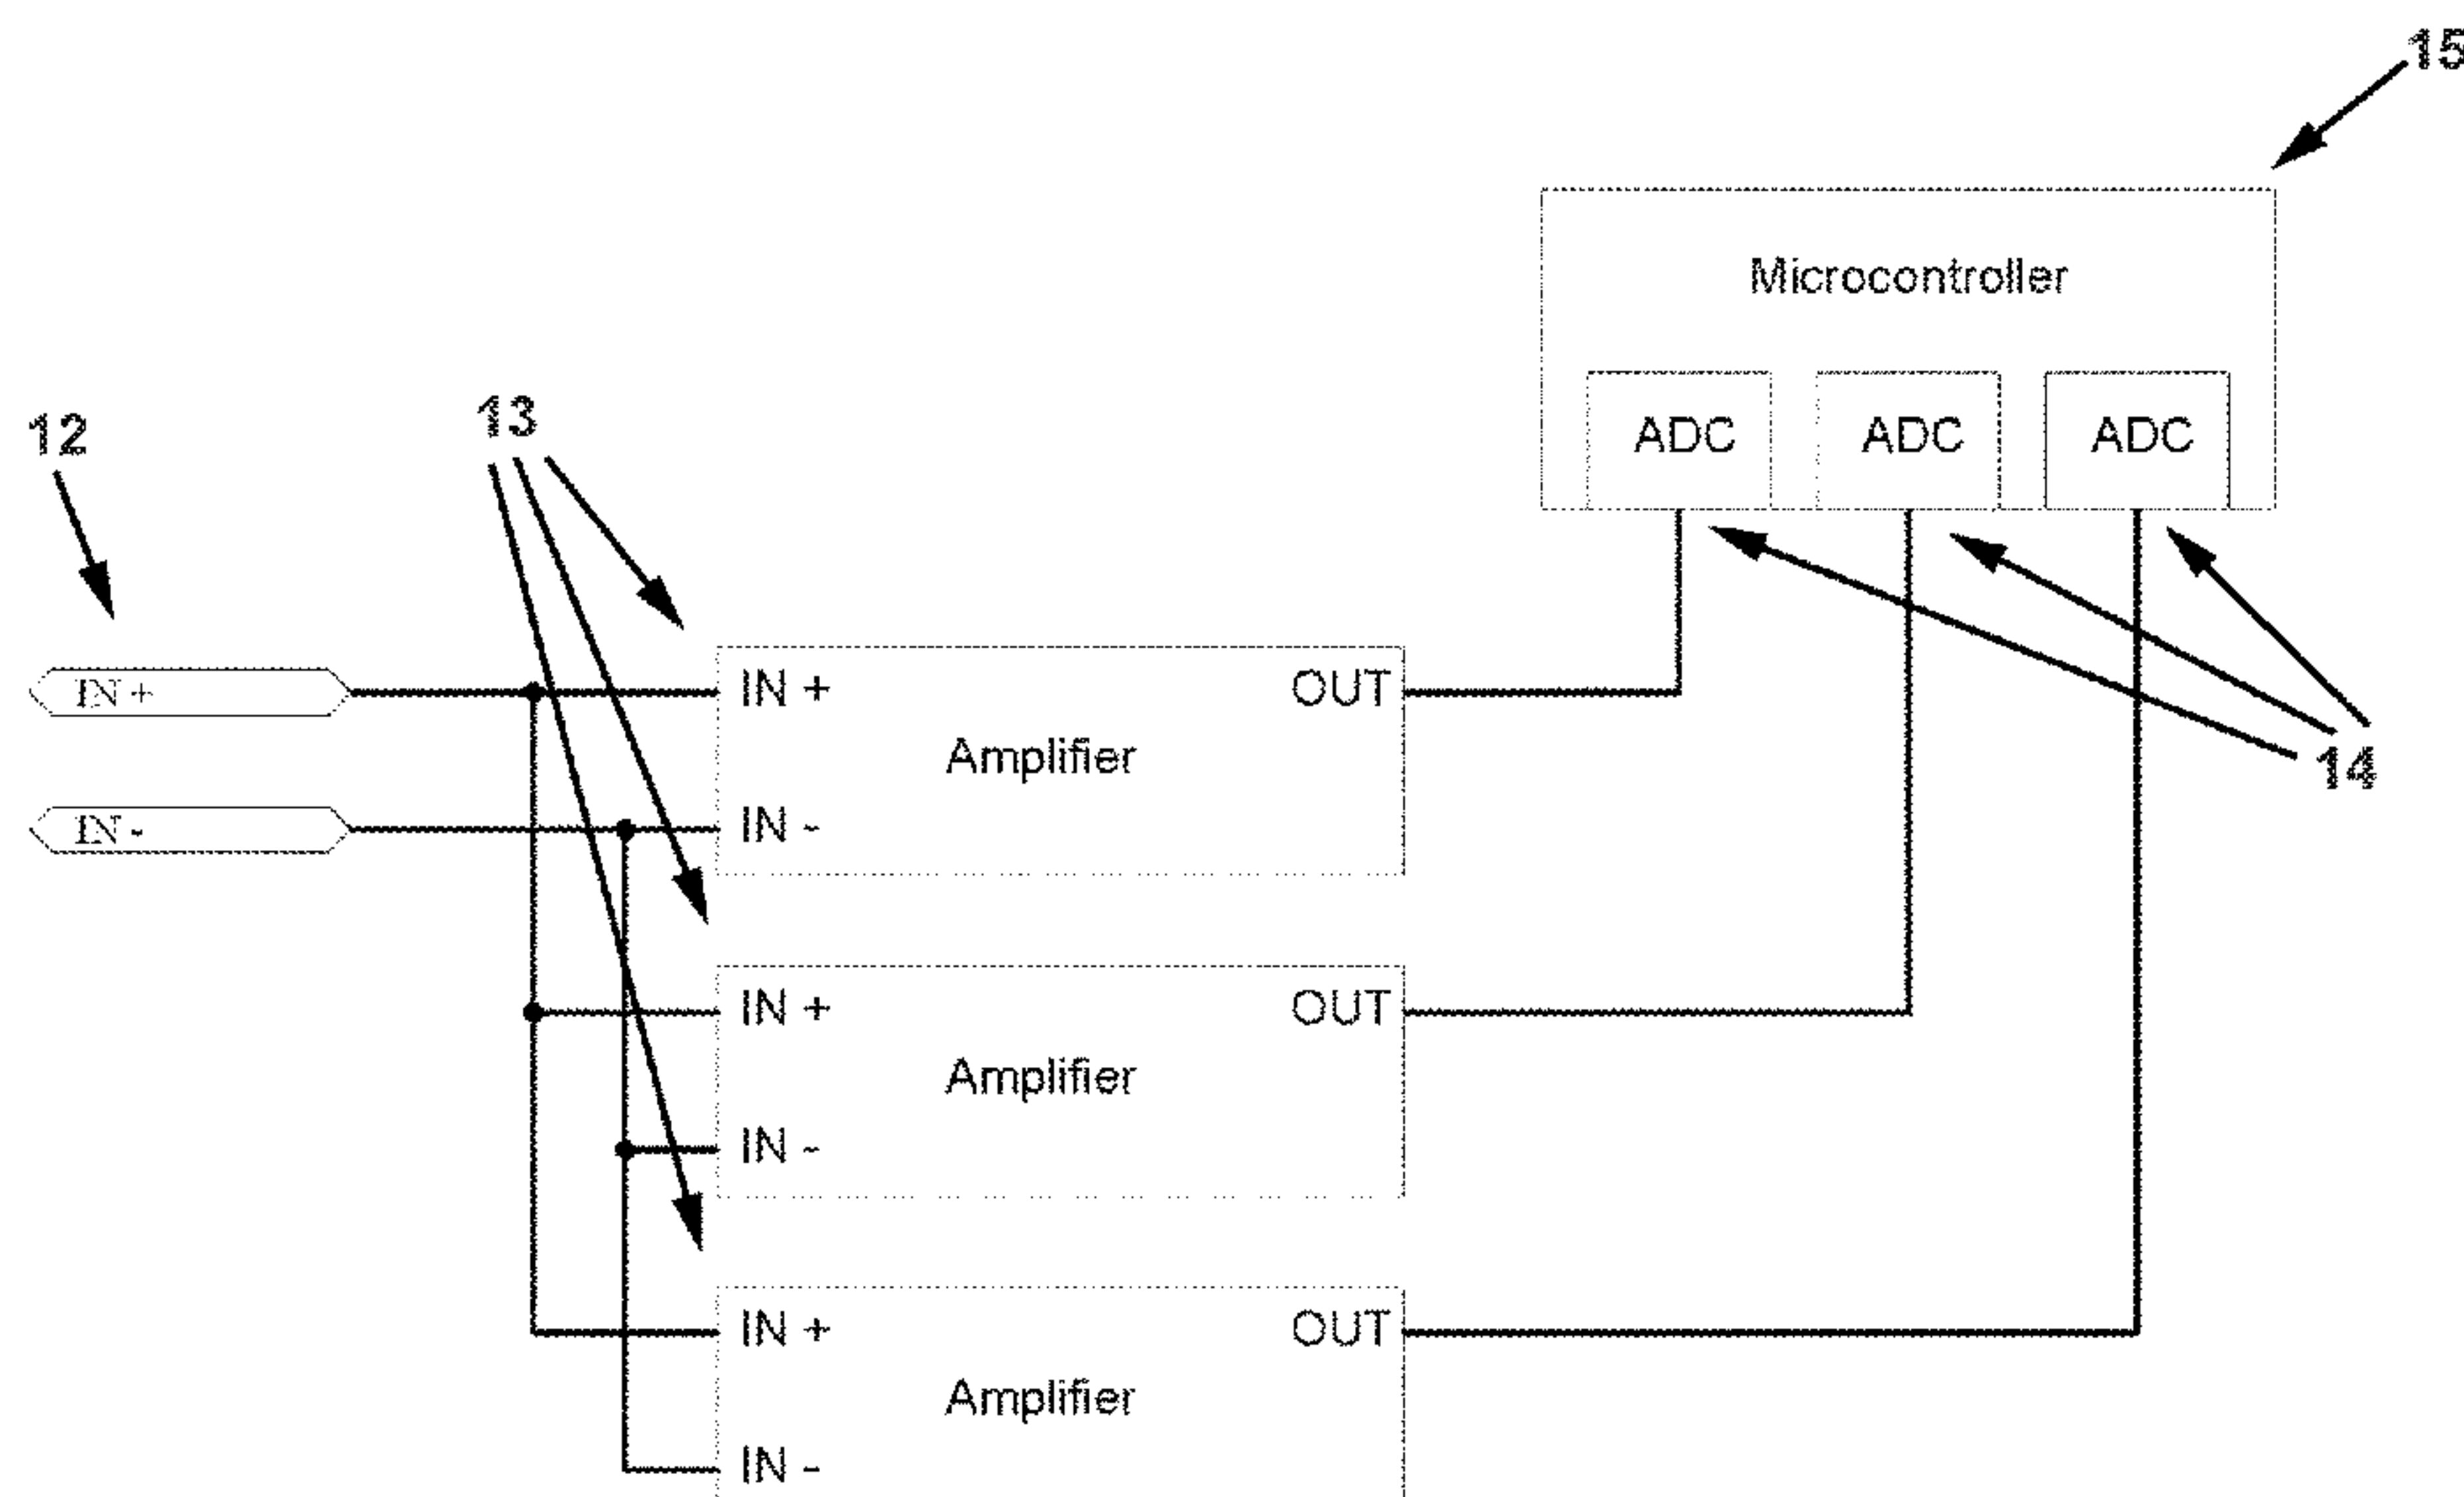 15
Microcontroller
ADC ADC ADC
13
12
IN +
IN + OUT
Amplifier
14
IN -
IN -
IN + OUT
Amplifier
IN -
IN + OUT
Amplifier
IN -